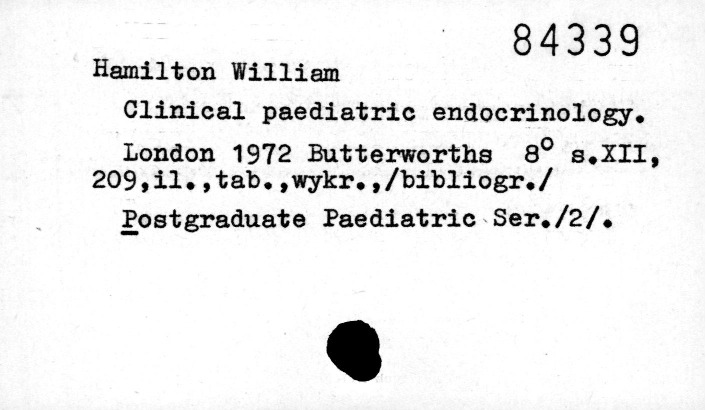 84339
Hamilton William
Clinical paediatric endocrinology.
London 1972 Butterworths 8° s.XII,
209,il.,tab.,wykr.,/bibliogr./
Postgraduate Paediatric Ser./2/.